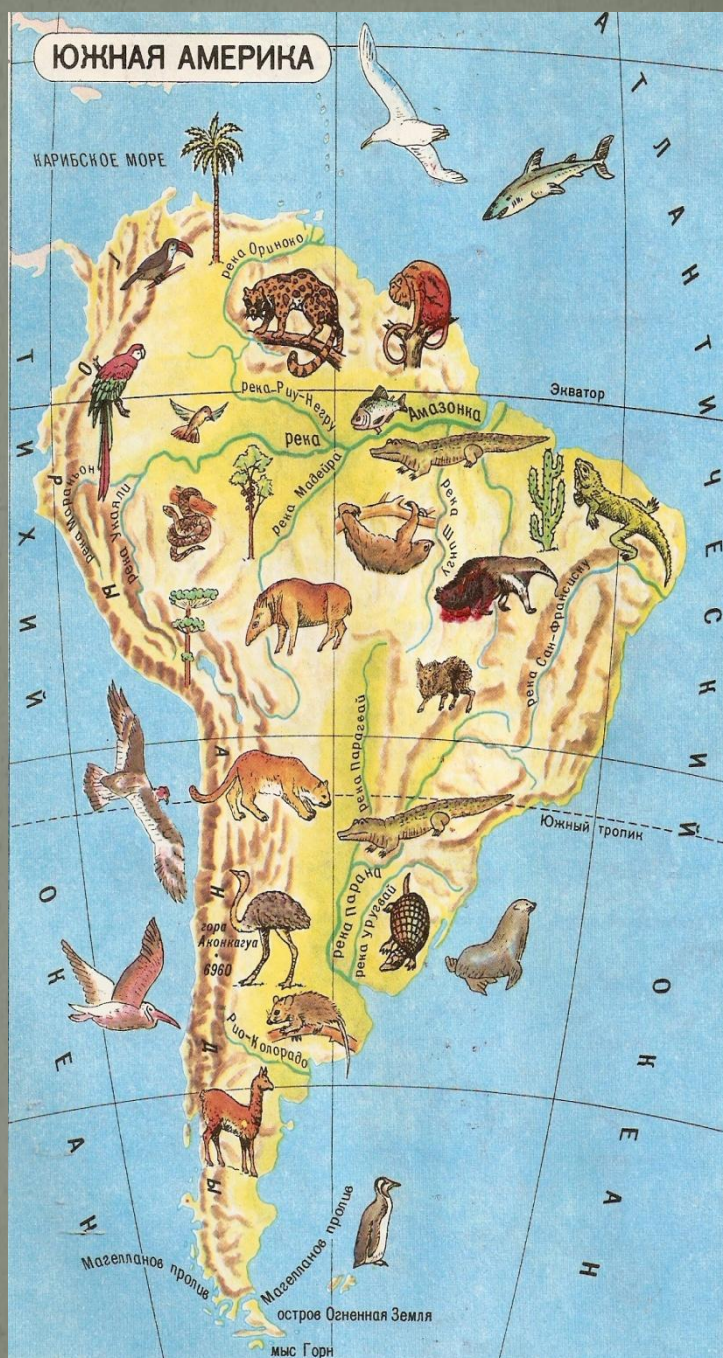 ЮЖНАЯ АМЕРИКА
АТЛАНТИЧЕСКИЙ ОКЕАН
КАРИБСКОЕ МОРЕ
река Ориноко
река Риу-Негру
Экватор
Амазонка
река
река Мадейра
река Шингу
река Мараньон
река Укаяли
река Сан-Франсиску
ТИХИЙ ОКЕАН
ГОРЫ АНДЫ
река Парагвай
Южный тропик
река Парана
река Уругвай
гора
Аконкагуа
6960
Рио-Колорадо
Магелланов пролив
Магелланов пролив
остров Огненная Земля
мыс Горн